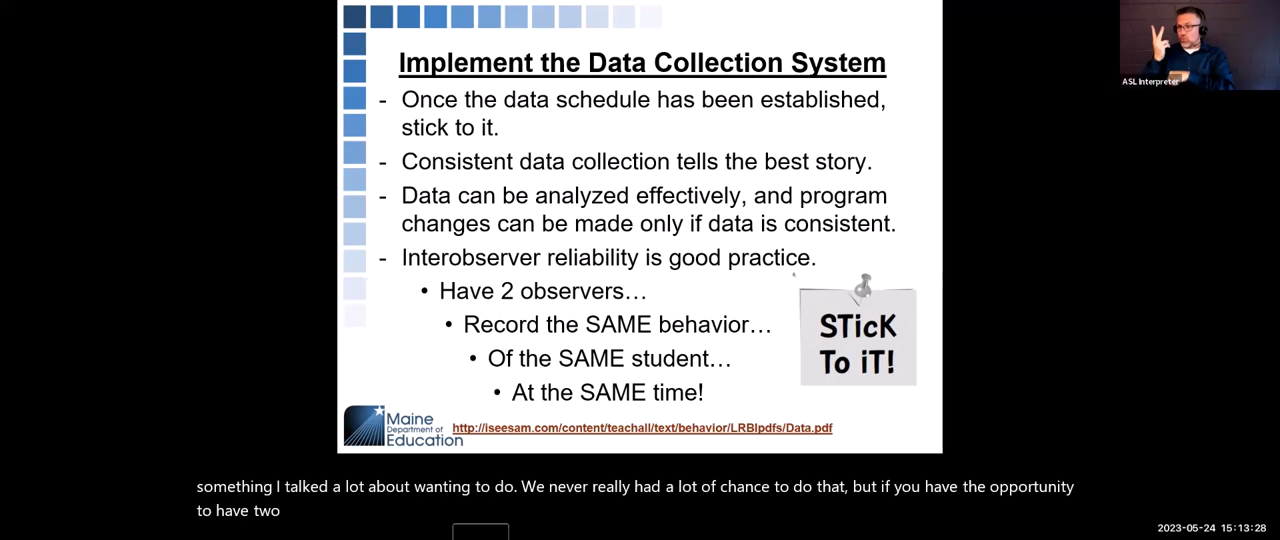 Implement the Data Collection System
- Once the data schedule has been established,
stick to it.
- Consistent data collection tells the best story.
- Data can be analyzed effectively, and program
changes can be made only if data is consistent.
- Interobserver reliability is good practice.
• Have 2 observers…
• Record the SAME behavior…
• Of the SAME student…
• At the SAME time!
STicK
To iT!
Maine
Department of
Education
http://iseesam.com/content/teachall/text/behavior/LRBIpdfs/Data.pdf
ASL Interpreter
something I talked a lot about wanting to do. We never really had a lot of chance to do that, but if you have the opportunity
to have two
2023-05-24 15:13:28